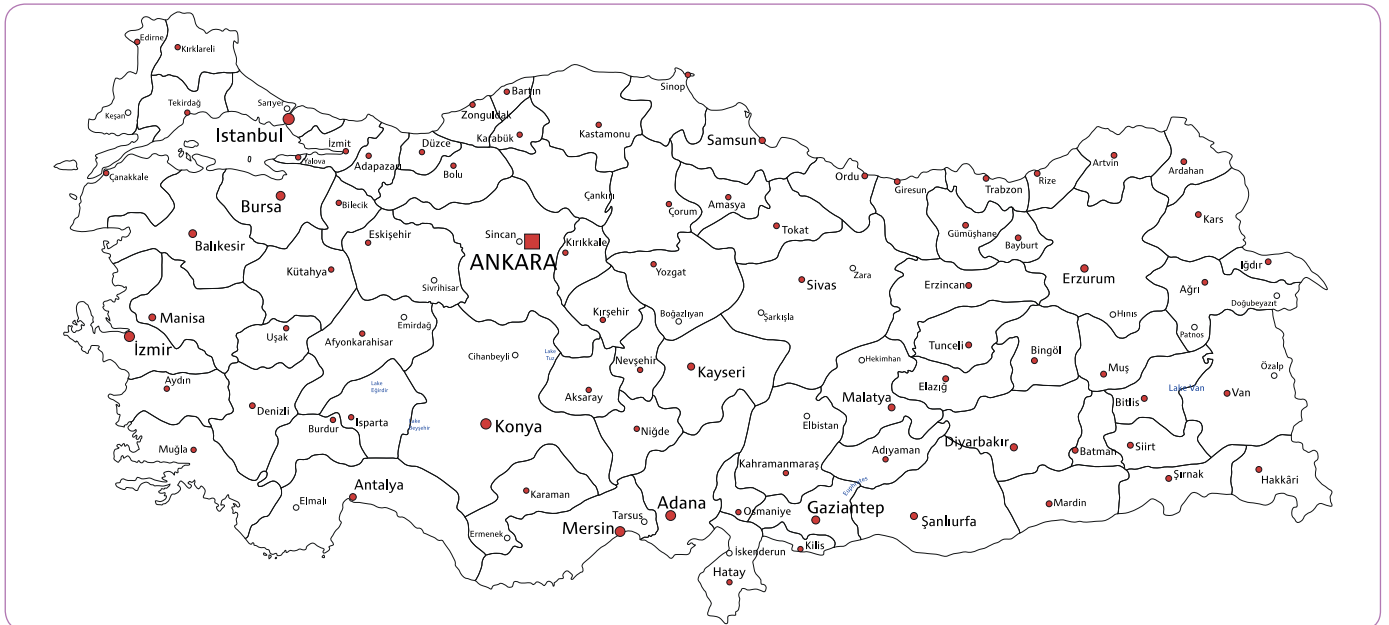 Edirne
Kırklareli
Sinop
Bartın
Tekirdağ
Sarıyer
Keşan
Zonguldak
Istanbul
Karabük
Kastamonu
Samsun
İzmit
Düzce
Yalova
Adapazarı
Bolu
Artvin
Ardahan
Çanakkale
Ordu
Giresun
Trabzon
Rize
Bursa
Bilecik
Çankırı
Çorum
Amasya
Kars
Balıkesir
Eskişehir
Sincan
Kırıkkale
Tokat
Gümüşhane
Bayburt
ANKARA
Kütahya
Sivrihisar
Yozgat
Sivas
Zara
Erzincan
Erzurum
Iğdır
Ağrı
Doğubeyazıt
Manisa
Uşak
Emirdağ
Afyonkarahisar
Kırşehir
Boğazlıyan
Şarkışla
Hınıs
Patnos
İzmir
Cihanbeyli
Lake
Tuz
Nevşehir
Kayseri
Hekimhan
Tunceli
Bingöl
Muş
Özalp
Aydın
Lake
Eğirdir
Aksaray
Elazığ
Malatya
Bitlis
Lake Van
Van
Denizli
Burdur
Isparta
Lake
Beyşehir
Konya
Niğde
Elbistan
Muğla
Diyarbakır
Batman
Siirt
Adıyaman
Kahramanmaraş
Şırnak
Hakkâri
Elmalı
Antalya
Karaman
Euphrates
Adana
Osmaniye
Gaziantep
Şanlıurfa
Mardin
Ermenek
Mersin
Tarsus
İskenderun
Kilis
Hatay